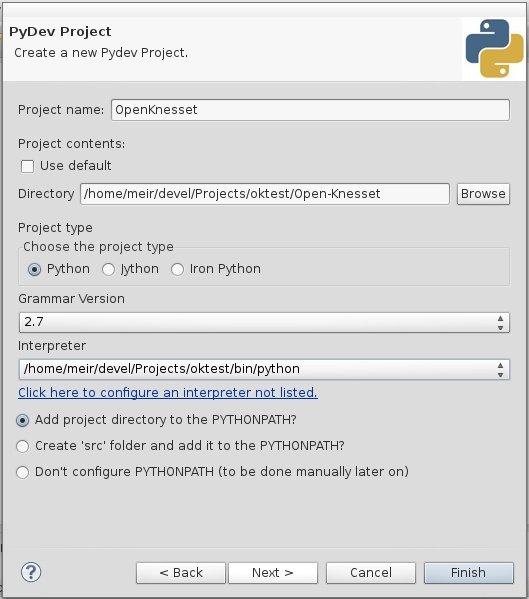 PyDev Project
Create a new Pydev Project.
Project name: OpenKnesset
Project contents:
Use default
Directory /home/meir/devel/Projects/oktest/Open-Knesset Browse
Project type
Choose the project type
Python Jython Iron Python
Grammar Version
2.7
Interpreter
/home/meir/devel/Projects/oktest/bin/python
Click here to configure an interpreter not listed.
Add project directory to the PYTHONPATH?
Create 'src' folder and add it to the PYTHONPATH?
Don't configure PYTHONPATH (to be done manually later on)
? < Back Next > Cancel Finish